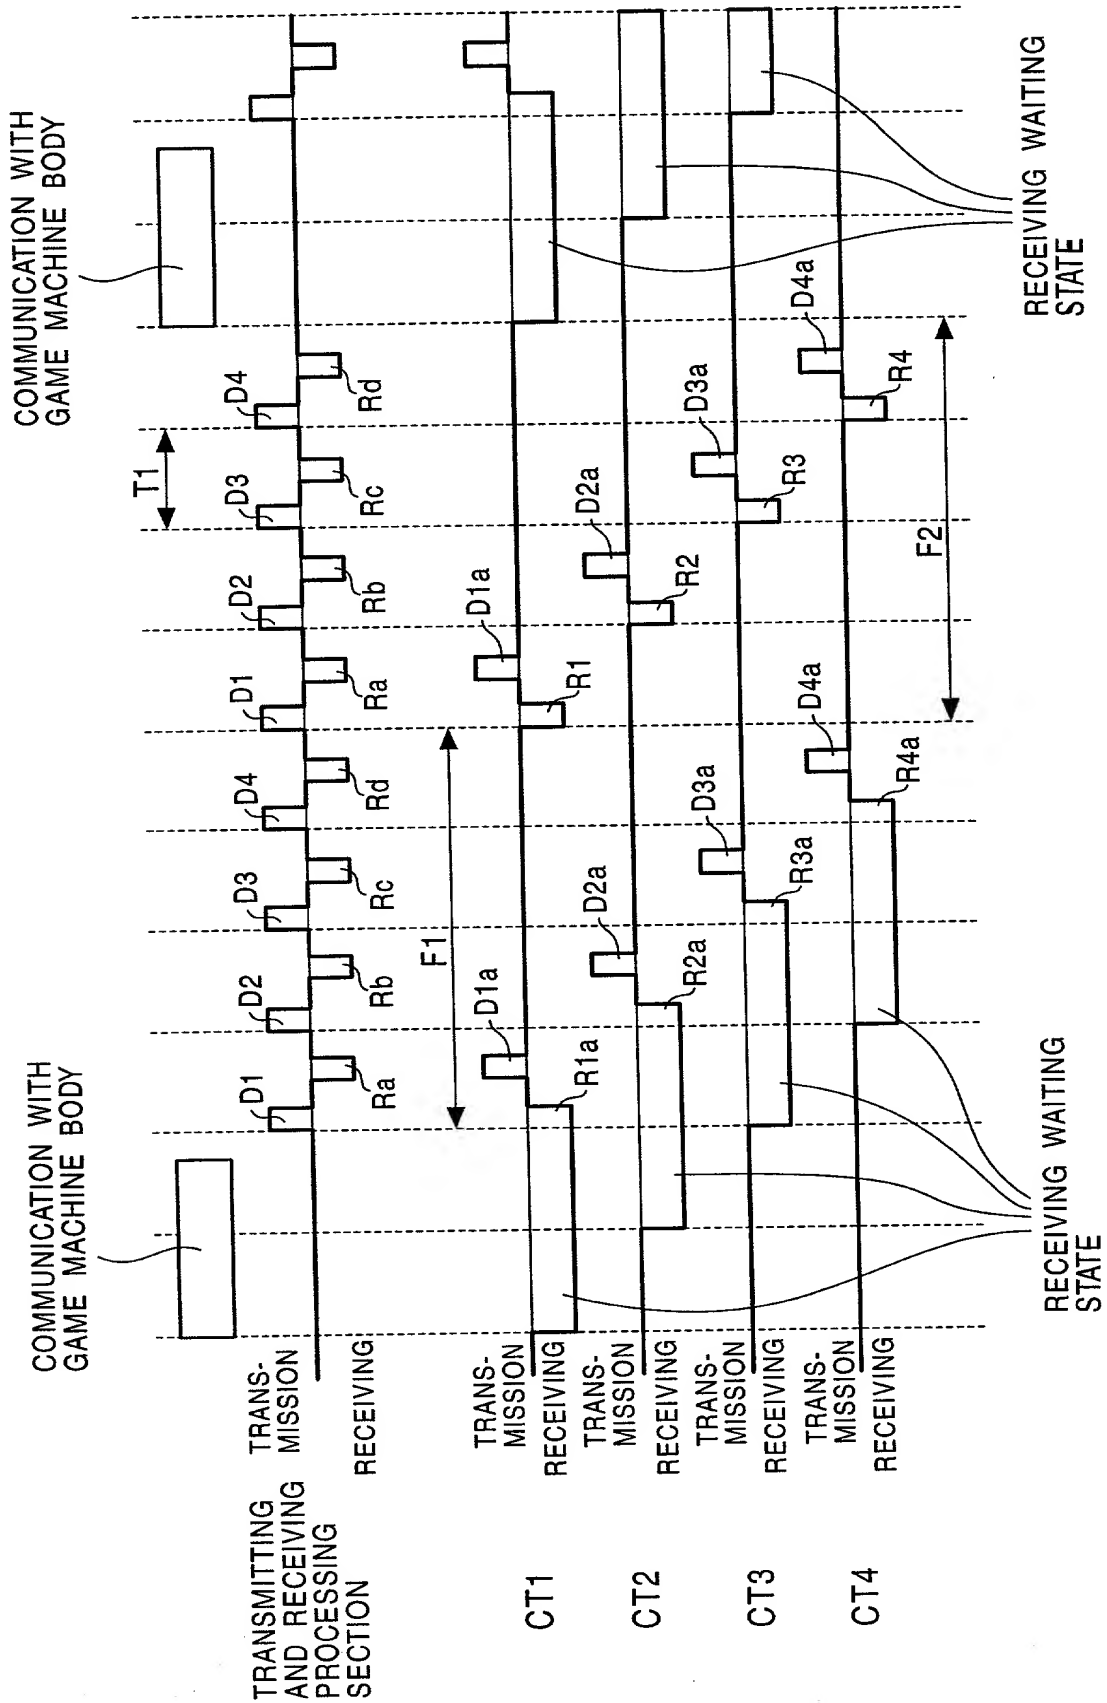 COMMUNICATION WITH
GAME MACHINE BODY
COMMUNICATION WITH
GAME MACHINE BODY
T1
TRANSMITTING
AND RECEIVING
PROCESSING
SECTION
TRANS-
MISSION
RECEIVING
D1
D2
D3
D4
D1
D2
D3
D4
Ra
Rb
Rc
Rd
Ra
Rb
Rc
Rd
F1
CT1
TRANS-
MISSION
RECEIVING
D1a
D1a
R1a
R1
CT2
TRANS-
MISSION
RECEIVING
D2a
D2a
R2a
R2
CT3
TRANS-
MISSION
RECEIVING
D3a
D3a
R3a
R3
CT4
TRANS-
MISSION
RECEIVING
D4a
D4a
R4a
R4
F2
RECEIVING WAITING
STATE
RECEIVING WAITING
STATE